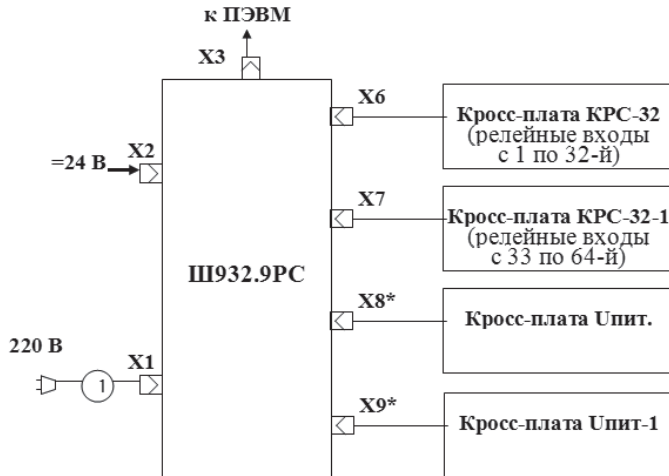 к ПЭВМ
X3
X6
Кросс-плата КРС-32
(релейные входы
с 1 по 32-й)
X2
=24 В
X7
Кросс-плата КРС-32-1
(релейные входы
с 33 по 64-й)
Ш932.9РС
X8*
Кросс-плата Uпит.
220 В
X1
1
X9*
Кросс-плата Uпит-1